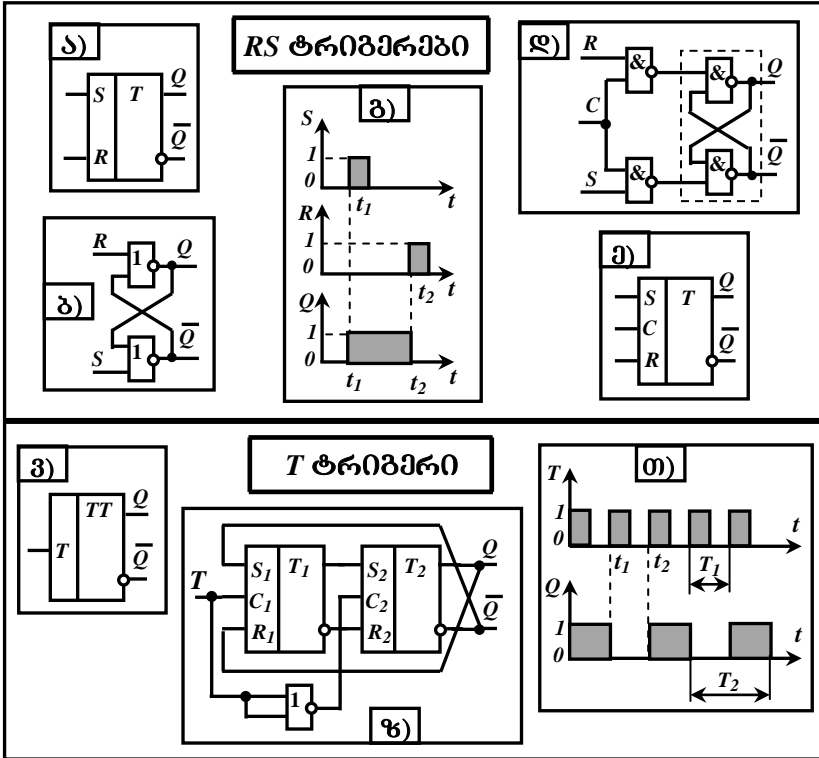 RS ტრიგერები
ა)
S T Q
R Q̅
ბ)
R 1 Q
S 1 Q̅
გ)
S
1
0
t1 t
R
1
0
t2 t
Q
1
0
t1 t2 t
დ)
R & & Q
C
S & & Q̅
ე)
S T Q
C
R Q̅
T ტრიგერი
ვ)
TT Q
T Q̅
T S1 T1 S2 T2 Q
C1 C2
R1 R2 Q̅
1
ზ)
თ)
T
1
0
t1 t2 T1 t
Q
1
0
T2 t